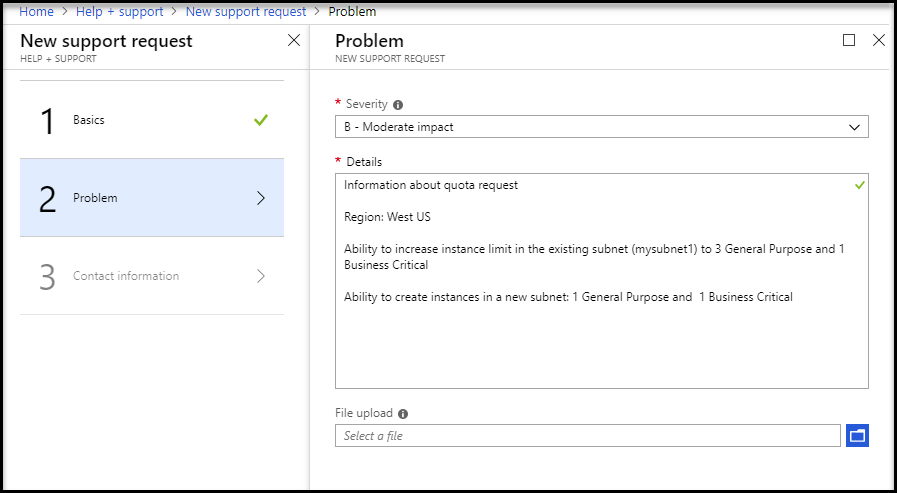 Home > Help + support > New support request > Problem
New support request
HELP + SUPPORT
1 Basics
2 Problem
3 Contact information
Problem
NEW SUPPORT REQUEST
* Severity
B - Moderate impact
* Details
Information about quota request
Region: West US
Ability to increase instance limit in the existing subnet (mysubnet1) to 3 General Purpose and 1
Business Critical
Ability to create instances in a new subnet: 1 General Purpose and  1 Business Critical
File upload
Select a file